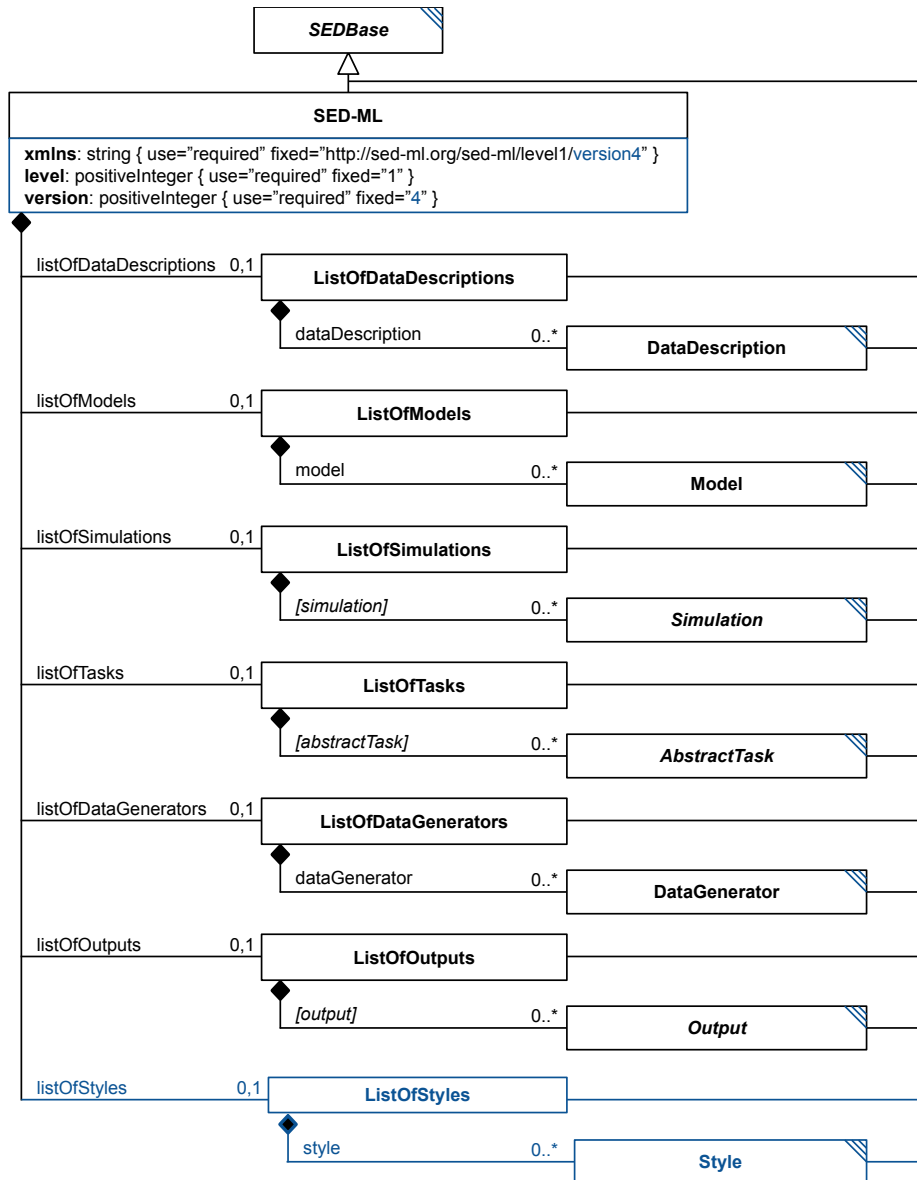 SEDBase
SED-ML
xmlns: string { use=”required” fixed=”http://sed-ml.org/sed-ml/level1/version4” }
level: positiveInteger { use=”required” fixed=”1” }
version: positiveInteger { use=”required” fixed=”4” }
listOfDataDescriptions 0,1 ListOfDataDescriptions
dataDescription 0..* DataDescription
listOfModels 0,1 ListOfModels
model 0..* Model
listOfSimulations 0,1 ListOfSimulations
[simulation] 0..* Simulation
listOfTasks 0,1 ListOfTasks
[abstractTask] 0..* AbstractTask
listOfDataGenerators 0,1 ListOfDataGenerators
dataGenerator 0..* DataGenerator
listOfOutputs 0,1 ListOfOutputs
[output] 0..* Output
listOfStyles 0,1 ListOfStyles
style 0..* Style